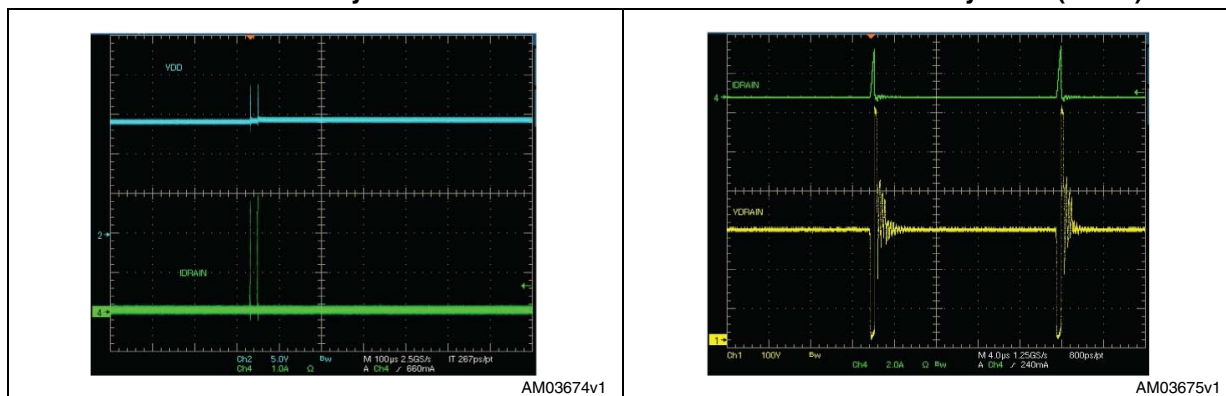 VDD
2
IDRAIN
4
Ch2 5.0V Bw M 100µs 2.5GS/s IT 267ps/pt
Ch4 1.0A Ω A Ch4 / 660mA
AM03674v1
IDRAIN
4
VDRAIN
1
Ch1 100V Bw M 4.0µs 1.25GS/s 800ps/pt
Ch4 2.0A Ω Bw A Ch4 / 240mA
AM03675v1